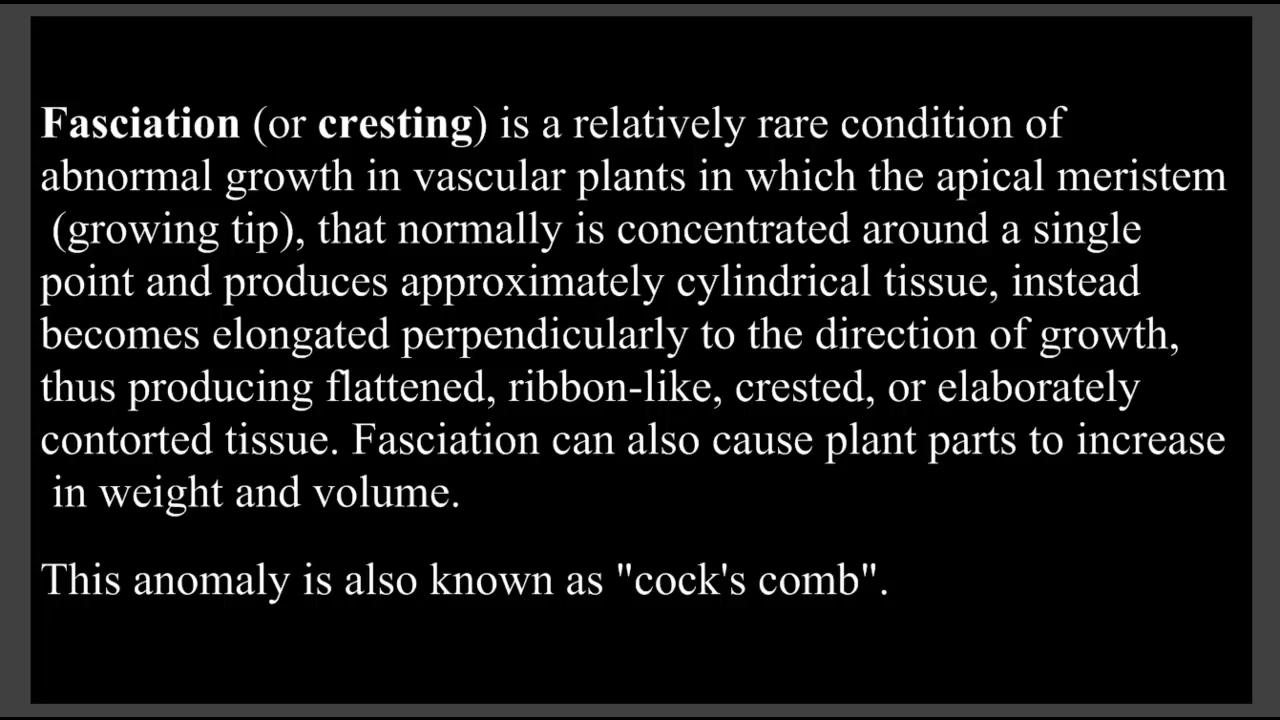 Fasciation (or cresting) is a relatively rare condition of
abnormal growth in vascular plants in which the apical meristem
(growing tip), that normally is concentrated around a single
point and produces approximately cylindrical tissue, instead
becomes elongated perpendicularly to the direction of growth,
thus producing flattened, ribbon-like, crested, or elaborately
contorted tissue. Fasciation can also cause plant parts to increase
in weight and volume.
This anomaly is also known as "cock's comb".